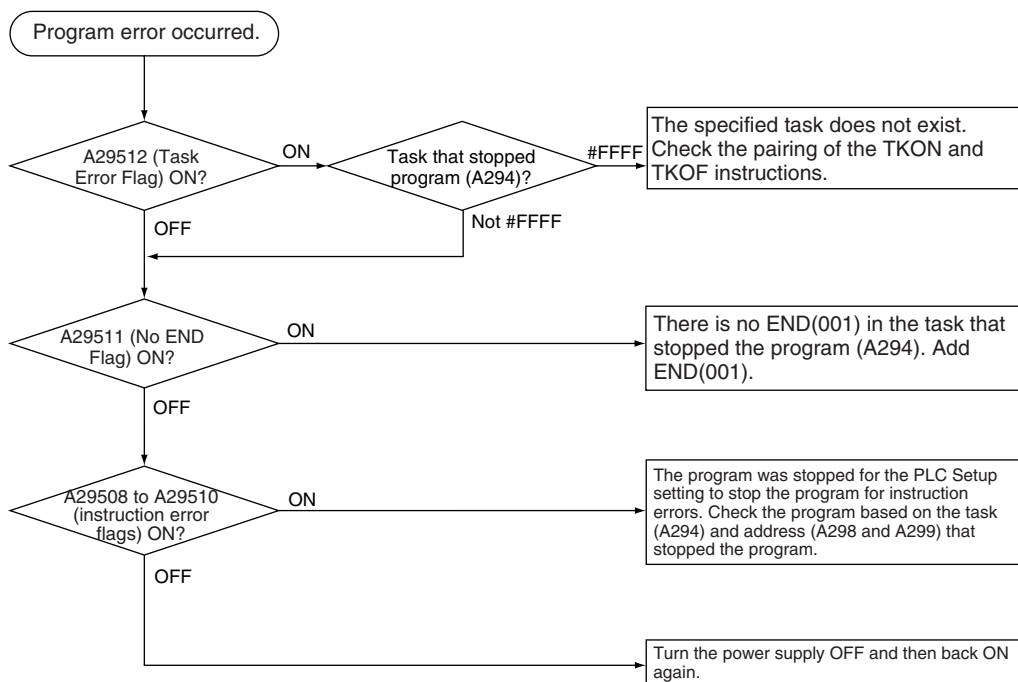 Program error occurred.
A29512 (Task
Error Flag) ON?
ON
Task that stopped
program (A294)?
#FFFF
The specified task does not exist.
Check the pairing of the TKON and
TKOF instructions.
OFF
Not #FFFF
A29511 (No END
Flag) ON?
ON
There is no END(001) in the task that
stopped the program (A294). Add
END(001).
OFF
A29508 to A29510
(instruction error
flags) ON?
ON
The program was stopped for the PLC Setup
setting to stop the program for instruction
errors. Check the program based on the task
(A294) and address (A298 and A299) that
stopped the program.
OFF
Turn the power supply OFF and then back ON
again.